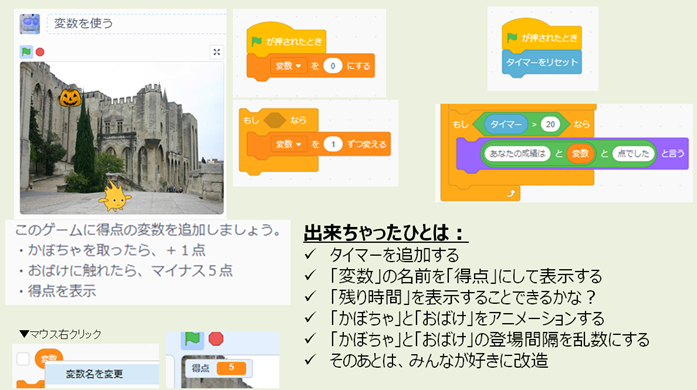 変数を使う
が押されたとき
変数 を 0 にする
もし なら
変数 を 1 ずつ変える
が押されたとき
タイマーをリセット
もし タイマー > 20 なら
あなたの成績は と 変数 と 点でした と言う
このゲームに得点の変数を追加しましょう。
・かぼちゃを取ったら、＋１点
・おばけに触れたら、マイナス５点
・得点を表示
▼マウス右クリック
変数
変数名を変更
得点 5
出来ちゃったひとは：
✓ タイマーを追加する
✓ 「変数」の名前を「得点」にして表示する
✓ 「残り時間」を表示することできるかな？
✓ 「かぼちゃ」と「おばけ」をアニメーションする
✓ 「かぼちゃ」と「おばけ」の登場間隔を乱数にする
✓ そのあとは、みんなが好きに改造